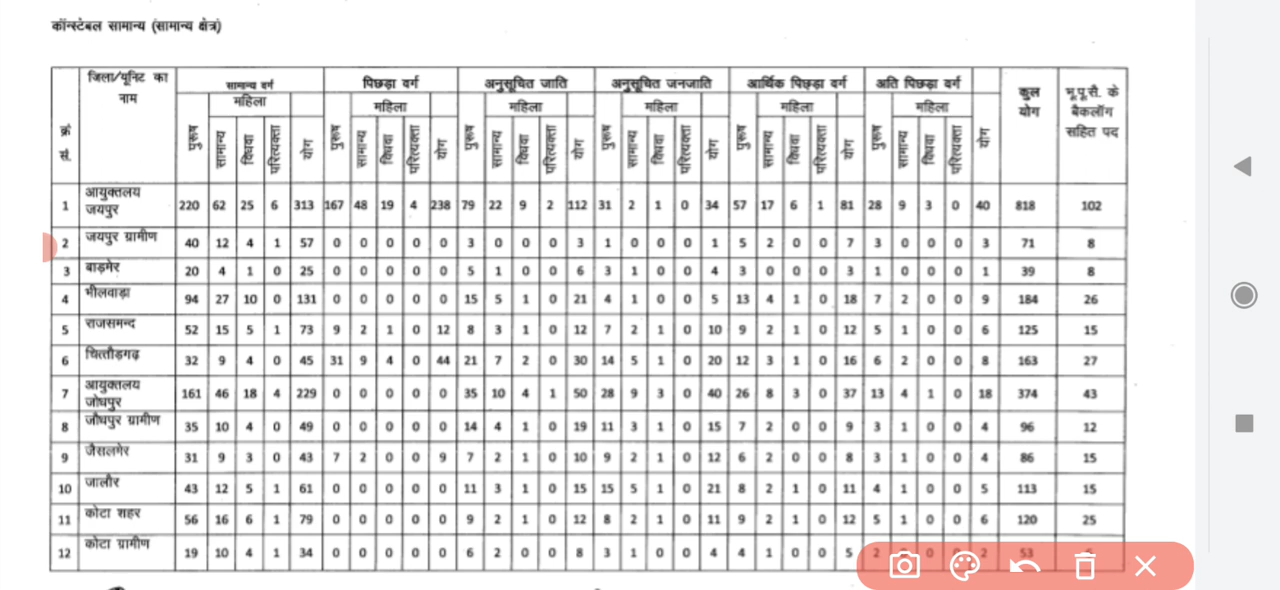 कॉन्स्टेबल सामान्य (सामान्य क्षेत्र)
क्रं सं. जिला/यूनिट का नाम सामान्य वर्ग पिछड़ा वर्ग अनुसूचित जाति अनुसूचित जनजाति आर्थिक पिछड़ा वर्ग अति पिछड़ा वर्ग कुल योग भू.पू.सै. के बैकलॉग सहित पद
महिला महिला महिला महिला महिला महिला
पुरूष सामान्य विधवा परित्यक्ता योग पुरूष सामान्य विधवा परित्यक्ता योग पुरूष सामान्य विधवा परित्यक्ता योग पुरूष सामान्य विधवा परित्यक्ता योग पुरूष सामान्य विधवा परित्यक्ता योग पुरूष सामान्य विधवा परित्यक्ता योग
1 आयुक्तलय जयपुर 220 62 25 6 313 167 48 19 4 238 79 22 9 2 112 31 2 1 0 34 57 17 6 1 81 28 9 3 0 40 818 102
2 जयपुर ग्रामीण 40 12 4 1 57 0 0 0 0 0 3 0 0 0 3 1 0 0 0 1 5 2 0 0 7 3 0 0 0 3 71 8
3 बाड़मेर 20 4 1 0 25 0 0 0 0 0 5 1 0 0 6 3 1 0 0 4 3 0 0 0 3 1 0 0 0 1 39 8
4 भीलवाड़ा 94 27 10 0 131 0 0 0 0 0 15 5 1 0 21 4 1 0 0 5 13 4 1 0 18 7 2 0 0 9 184 26
5 राजसमन्द 52 15 5 1 73 9 2 1 0 12 8 3 1 0 12 7 2 1 0 10 9 2 1 0 12 5 1 0 0 6 125 15
6 चित्तौड़गढ़ 32 9 4 0 45 31 9 4 0 44 21 7 2 0 30 14 5 1 0 20 12 3 1 0 16 6 2 0 0 8 163 27
7 आयुक्तलय जोधपुर 161 46 18 4 229 0 0 0 0 0 35 10 4 1 50 28 9 3 0 40 26 8 3 0 37 13 4 1 0 18 374 43
8 जौधपुर ग्रामीण 35 10 4 0 49 0 0 0 0 0 14 4 1 0 19 11 3 1 0 15 7 2 0 0 9 3 1 0 0 4 96 12
9 जैसलमेर 31 9 3 0 43 7 2 0 0 9 7 2 1 0 10 9 2 1 0 12 6 2 0 0 8 3 1 0 0 4 86 15
10 जालौर 43 12 5 1 61 0 0 0 0 0 11 3 1 0 15 15 5 1 0 21 8 2 1 0 11 4 1 0 0 5 113 15
11 कोटा शहर 56 16 6 1 79 0 0 0 0 0 9 2 1 0 12 8 2 1 0 11 9 2 1 0 12 5 1 0 0 6 120 25
12 कोटा ग्रामीण 19 10 4 1 34 0 0 0 0 0 6 2 0 0 8 3 1 0 0 4 4 1 0 0 5 2 0 2 53